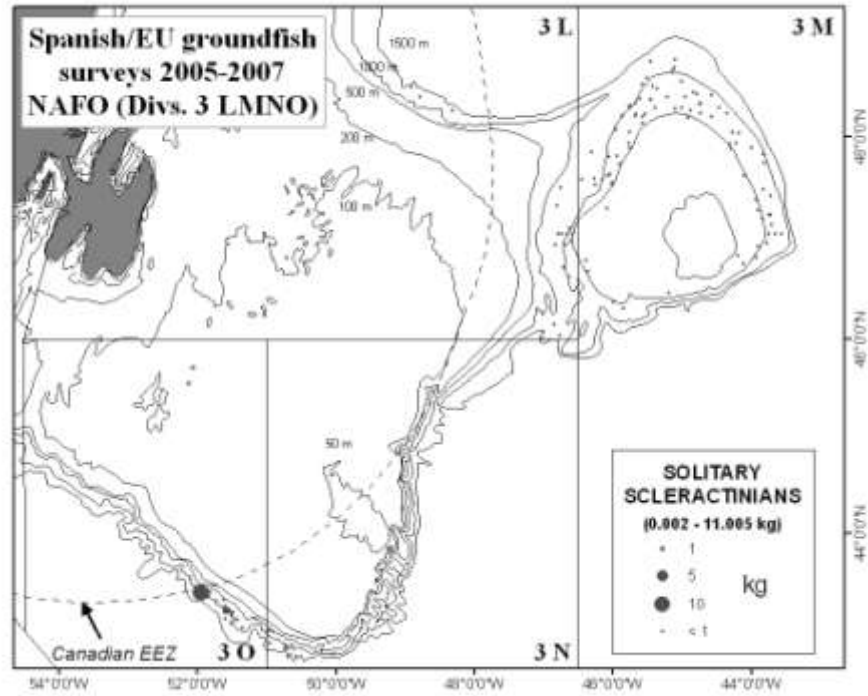 Spanish/EU groundfish
surveys 2005-2007
NAFO (Divs. 3 LMNO)
3 L
3 M
1500 m
1000 m
500 m
200 m
100 m
50 m
48°0'0"N
46°0'0"N
44°0'0"N
SOLITARY
SCLERACTINIANS
(0.002 - 11.005 kg)
1
5
10
< 1
kg
Canadian EEZ
3 O
3 N
54°0'0"W
52°0'0"W
50°0'0"W
48°0'0"W
46°0'0"W
44°0'0"W